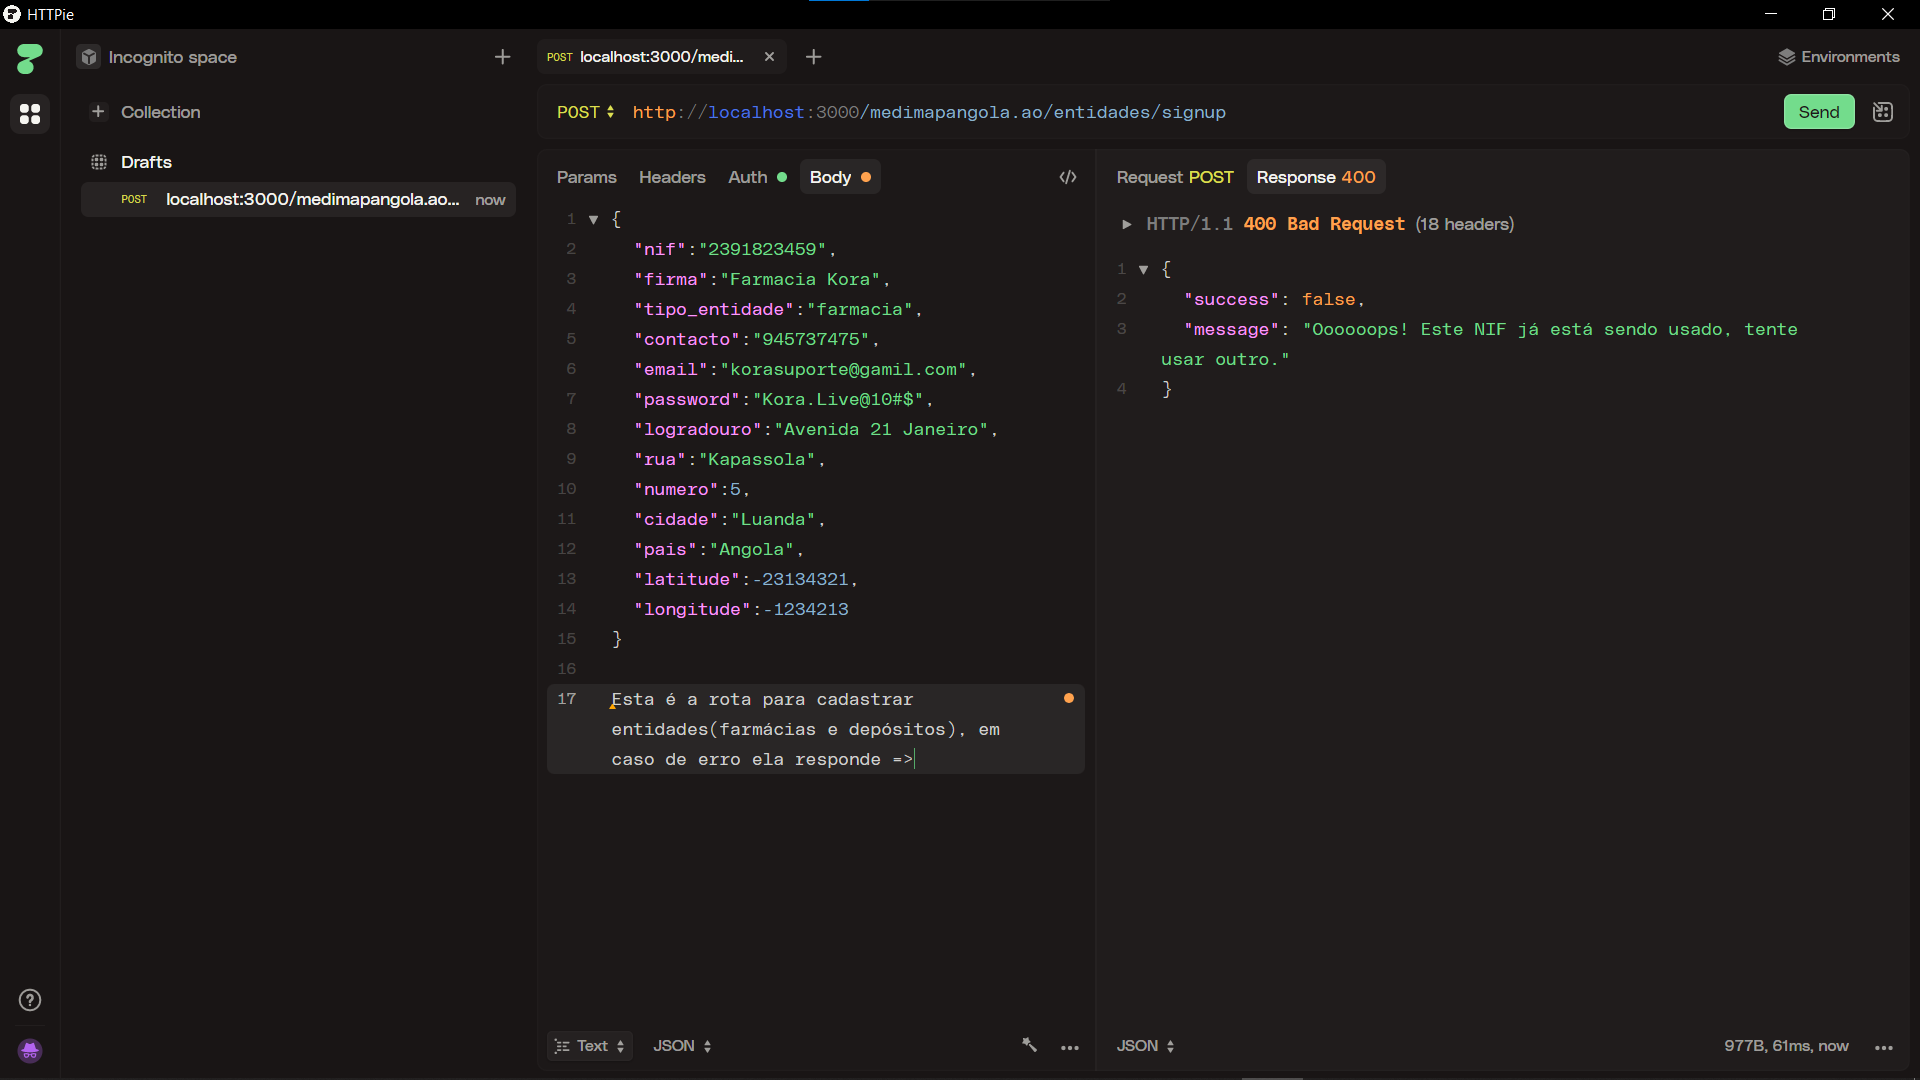 HTTPie
Incognito space
POST localhost:3000/medi...
Environments
Collection
POST http://localhost:3000/medimapangola.ao/entidades/signup
Send
Drafts
POST localhost:3000/medimapangola.ao... now
Params Headers Auth Body
1 {
2 "nif":"2391823459",
3 "firma":"Farmacia Kora",
4 "tipo_entidade":"farmacia",
5 "contacto":"945737475",
6 "email":"korasuporte@gamil.com",
7 "password":"Kora.Live@10#$",
8 "logradouro":"Avenida 21 Janeiro",
9 "rua":"Kapassola",
10 "numero":5,
11 "cidade":"Luanda",
12 "pais":"Angola",
13 "latitude":-23134321,
14 "longitude":-1234213
15 }
16
17 Esta é a rota para cadastrar
entidades(farmácias e depósitos), em
caso de erro ela responde =>
Text JSON
Request POST Response 400
HTTP/1.1 400 Bad Request (18 headers)
1 {
2 "success": false,
3 "message": "Oooooops! Este NIF já está sendo usado, tente
usar outro."
4 }
JSON
977B, 61ms, now